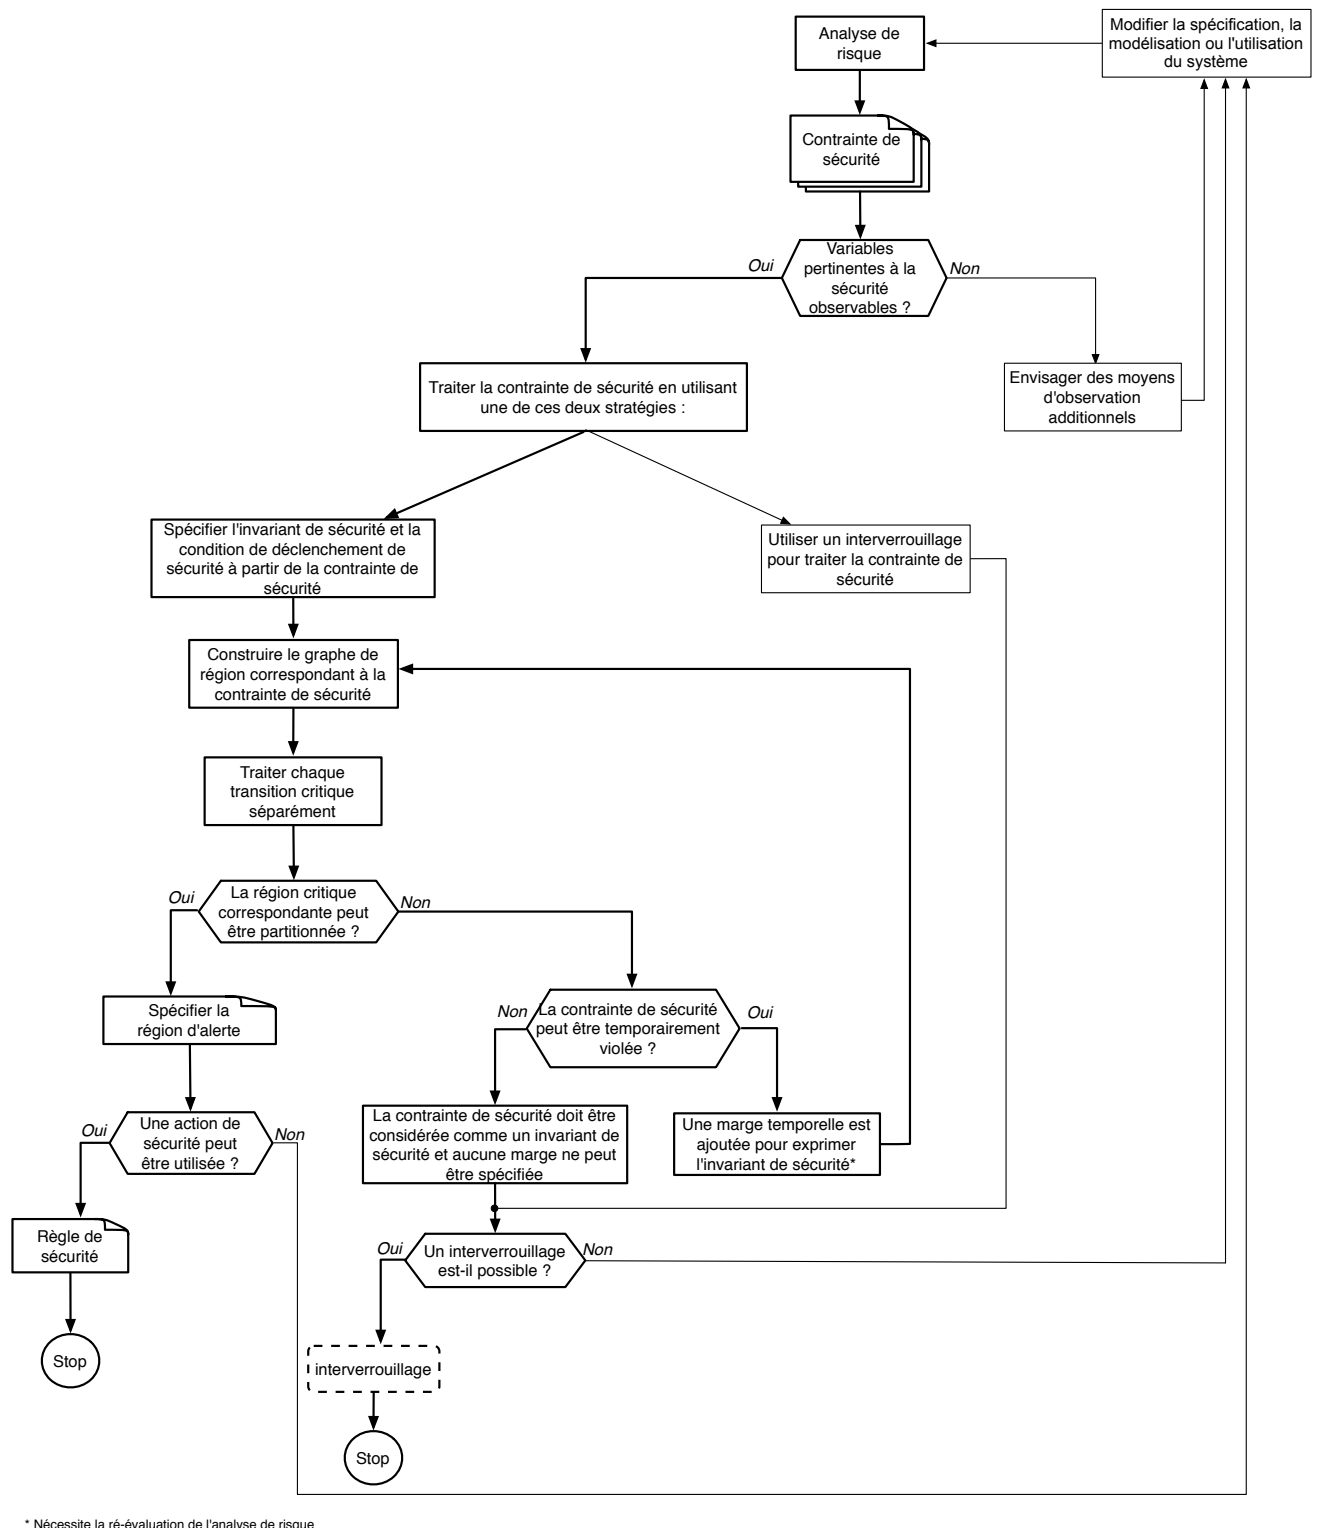 Analyse de
risque
Modifier la spécification, la
modélisation ou l'utilisation
du système
Contrainte de
sécurité
Variables
pertinentes à la
sécurité
observables ?
Oui
Non
Traiter la contrainte de sécurité en utilisant
une de ces deux stratégies :
Envisager des moyens
d'observation
additionnels
Spécifier l'invariant de sécurité et la
condition de déclenchement de
sécurité à partir de la contrainte de
sécurité
Utiliser un interverrouillage
pour traiter la contrainte de
sécurité
Construire le graphe de
région correspondant à la
contrainte de sécurité
Traiter chaque
transition critique
séparément
La région critique
correspondante peut
être partitionnée ?
Oui
Non
Spécifier la
région d'alerte
La contrainte de sécurité
peut être temporairement
violée ?
Non
Oui
Une action de
sécurité peut
être utilisée ?
Oui
Non
La contrainte de sécurité doit être
considérée comme un invariant de
sécurité et aucune marge ne peut
être spécifiée
Une marge temporelle est
ajoutée pour exprimer
l'invariant de sécurité*
Règle de
sécurité
Un interverrouillage
est-il possible ?
Oui
Non
Stop
interverrouillage
Stop
* Nécessite la ré-évaluation de l'analyse de risque